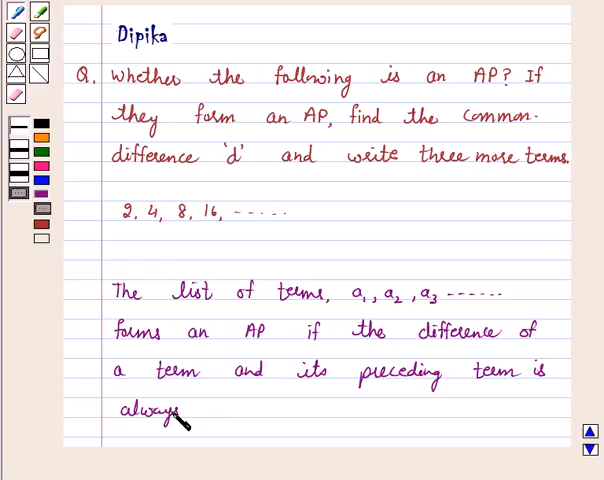 Dipika
Q. Whether the following is an AP? If
they form an AP, find the common
difference 'd' and write three more terms.
2, 4, 8, 16, -----
The list of terms, a₁, a₂, a₃ ------
forms an AP if the difference of
a term and its preceding term is
always